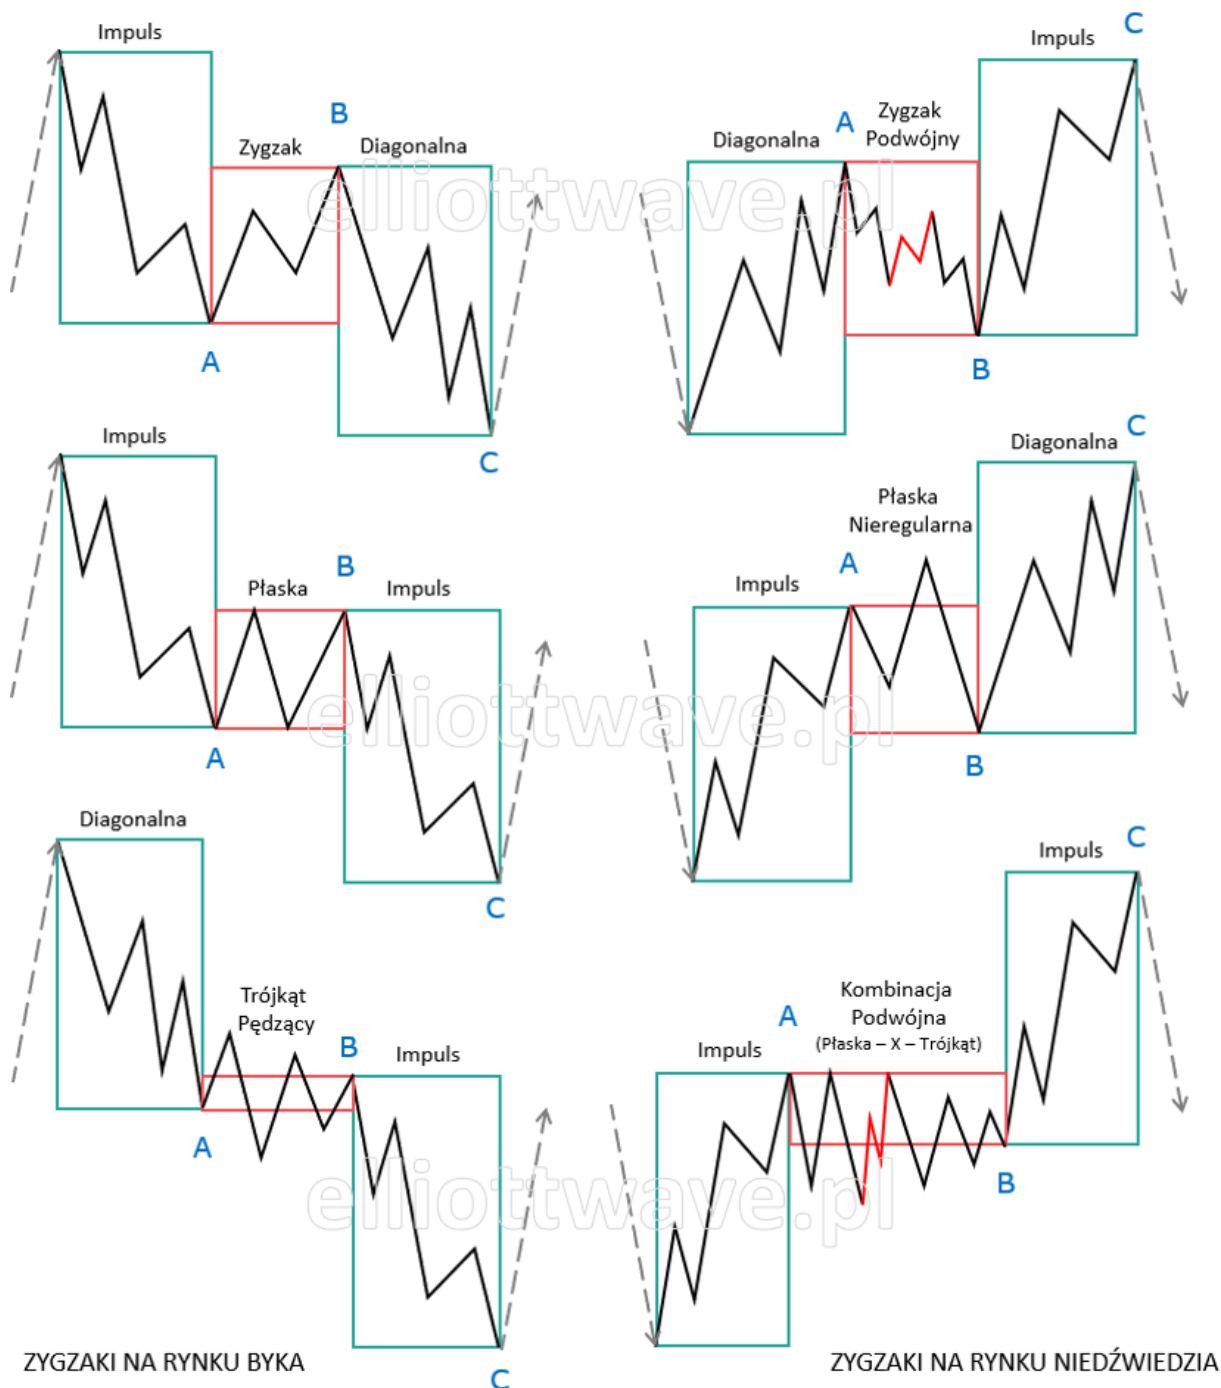 Impuls
B
Zygzak
Diagonalna
A
C
C
Impuls
A
Zygzak
Podwójny
Diagonalna
B
elliottwave.pl
Impuls
B
Płaska
Impuls
A
C
C
Diagonalna
Płaska
Nieregularna
A
Impuls
B
elliottwave.pl
Diagonalna
Trójkąt
Pędzący
B
Impuls
A
C
C
Impuls
Kombinacja
Podwójna
(Płaska – X – Trójkąt)
A
Impuls
B
elliottwave.pl
ZYGZAKI NA RYNKU BYKA
ZYGZAKI NA RYNKU NIEDŹWIEDZIA